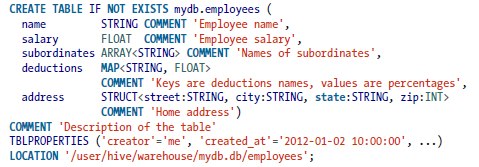 CREATE TABLE IF NOT EXISTS mydb.employees (
name STRING COMMENT 'Employee name',
salary FLOAT COMMENT 'Employee salary',
subordinates ARRAY<STRING> COMMENT 'Names of subordinates',
deductions MAP<STRING, FLOAT>
COMMENT 'Keys are deductions names, values are percentages',
address STRUCT<street:STRING, city:STRING, state:STRING, zip:INT>
COMMENT 'Home address')
COMMENT 'Description of the table'
TBLPROPERTIES ('creator'='me', 'created_at'='2012-01-02 10:00:00', ...)
LOCATION '/user/hive/warehouse/mydb.db/employees';